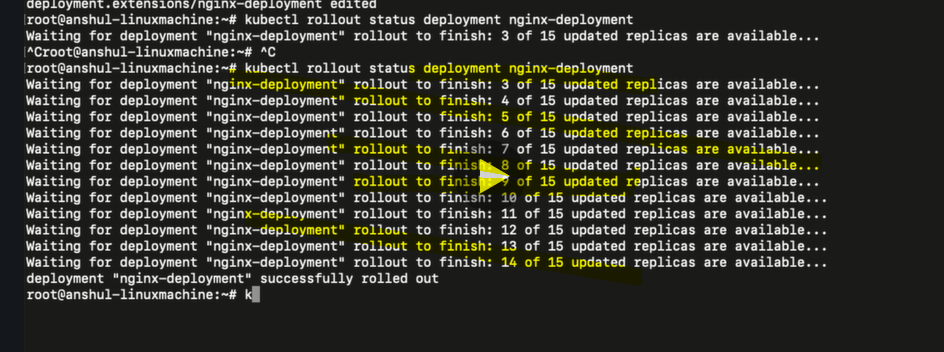 deployment.extensions/nginx-deployment edited
root@anshul-linuxmachine:~# kubectl rollout status deployment nginx-deployment
Waiting for deployment "nginx-deployment" rollout to finish: 3 of 15 updated replicas are available...
^Croot@anshul-linuxmachine:~# ^C
root@anshul-linuxmachine:~# kubectl rollout status deployment nginx-deployment
Waiting for deployment "nginx-deployment" rollout to finish: 3 of 15 updated replicas are available...
Waiting for deployment "nginx-deployment" rollout to finish: 4 of 15 updated replicas are available...
Waiting for deployment "nginx-deployment" rollout to finish: 5 of 15 updated replicas are available...
Waiting for deployment "nginx-deployment" rollout to finish: 6 of 15 updated replicas are available...
Waiting for deployment "nginx-deployment" rollout to finish: 7 of 15 updated replicas are available...
Waiting for deployment "nginx-deployment" rollout to finish: 8 of 15 updated replicas are available...
Waiting for deployment "nginx-deployment" rollout to finish: 9 of 15 updated replicas are available...
Waiting for deployment "nginx-deployment" rollout to finish: 10 of 15 updated replicas are available...
Waiting for deployment "nginx-deployment" rollout to finish: 11 of 15 updated replicas are available...
Waiting for deployment "nginx-deployment" rollout to finish: 12 of 15 updated replicas are available...
Waiting for deployment "nginx-deployment" rollout to finish: 13 of 15 updated replicas are available...
Waiting for deployment "nginx-deployment" rollout to finish: 14 of 15 updated replicas are available...
deployment "nginx-deployment" successfully rolled out
root@anshul-linuxmachine:~# k